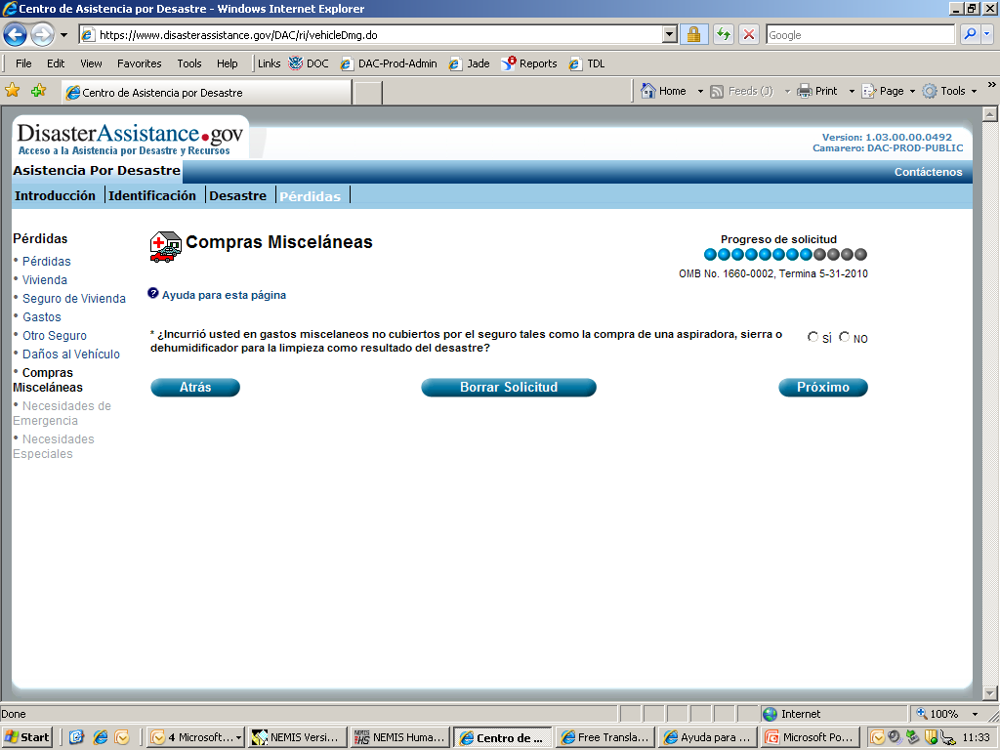 Centro de Asistencia por Desastre - Windows Internet Explorer
https://www.disasterassistance.gov/DAC/ri/vehicleDmg.do
Google
File Edit View Favorites Tools Help Links DOC DAC-Prod-Admin Jade Reports TDL
Centro de Asistencia por Desastre Home Feeds (J) Print Page Tools »
DisasterAssistance.gov
Acceso a la Asistencia por Desastre y Recursos
Version: 1.03.00.00.0492
Camarero: DAC-PROD-PUBLIC
Asistencia Por Desastre
Contáctenos
Introducción Identificación Desastre Pérdidas
Pérdidas
• Pérdidas
• Vivienda
• Seguro de Vivienda
• Gastos
• Otro Seguro
• Daños al Vehículo
• Compras
Misceláneas
• Necesidades de
Emergencia
• Necesidades
Especiales
Compras Misceláneas
Progreso de solicitud
OMB No. 1660-0002, Termina 5-31-2010
? Ayuda para esta página
* ¿Incurrió usted en gastos miscelaneos no cubiertos por el seguro tales como la compra de una aspiradora, sierra o
dehumidificador para la limpieza como resultado del desastre?
SÍ NO
Atrás Borrar Solicitud Próximo
Done Internet 100%
Start 4 Microsoft... NEMIS Versi... NEMIS Huma... Centro de ... Free Transla... Ayuda para ... Microsoft Po... 11:33